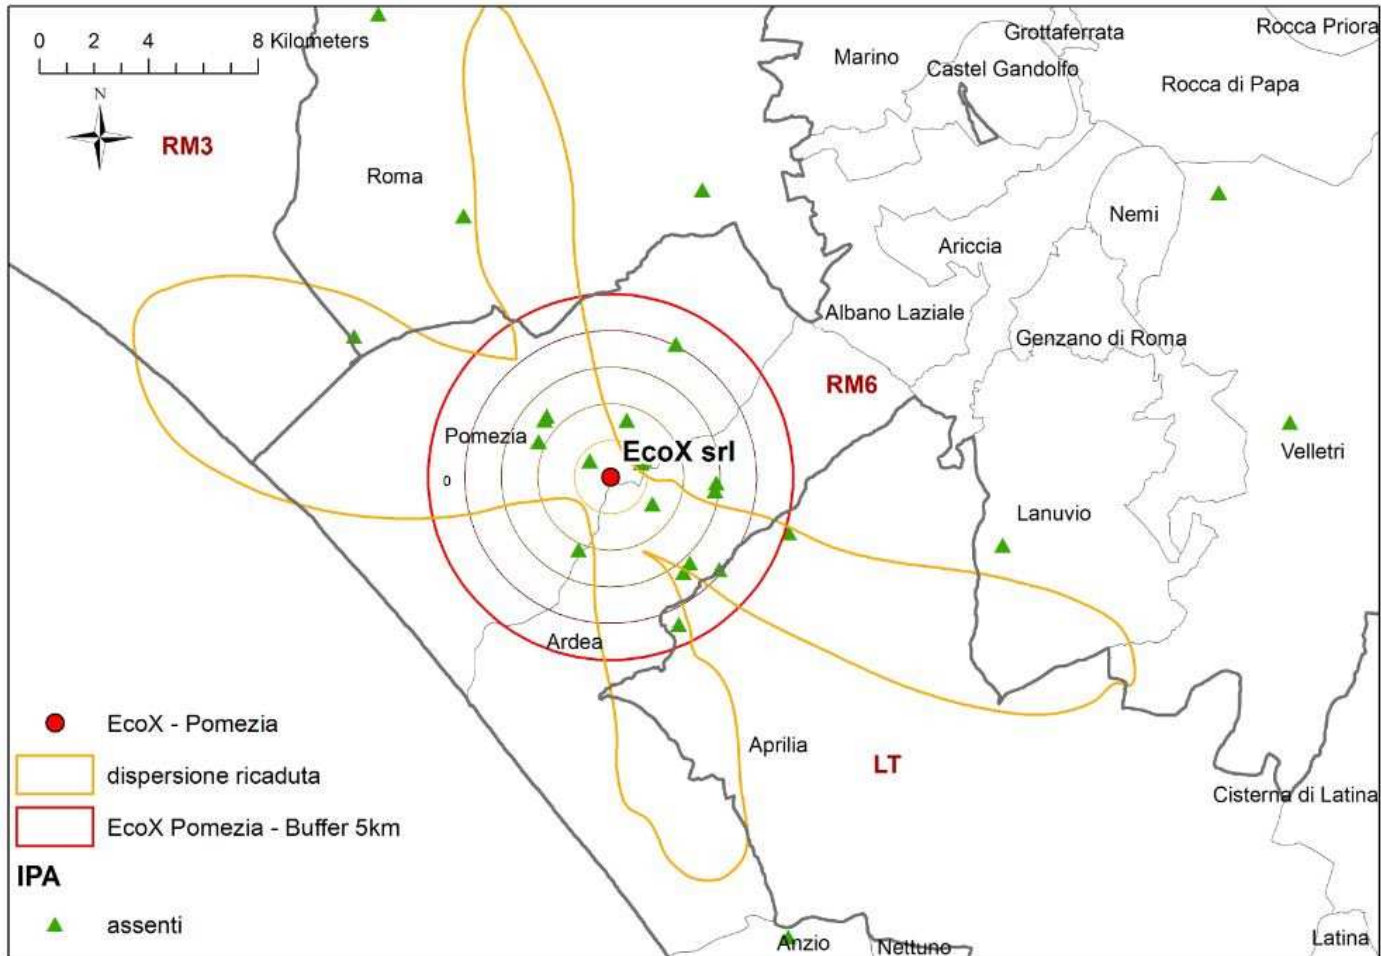 0 2 4 8 Kilometers
N
RM3
Roma
Marino
Grottaferrata
Castel Gandolfo
Rocca Priora
Rocca di Papa
Nemi
Ariccia
Albano Laziale
Genzano di Roma
RM6
Pomezia
EcoX srl
0
Velletri
Lanuvio
Ardea
Aprilia
LT
Cisterna di Latina
Anzio
Nettuno
Latina
EcoX - Pomezia
dispersione ricaduta
EcoX Pomezia - Buffer 5km
IPA
assenti